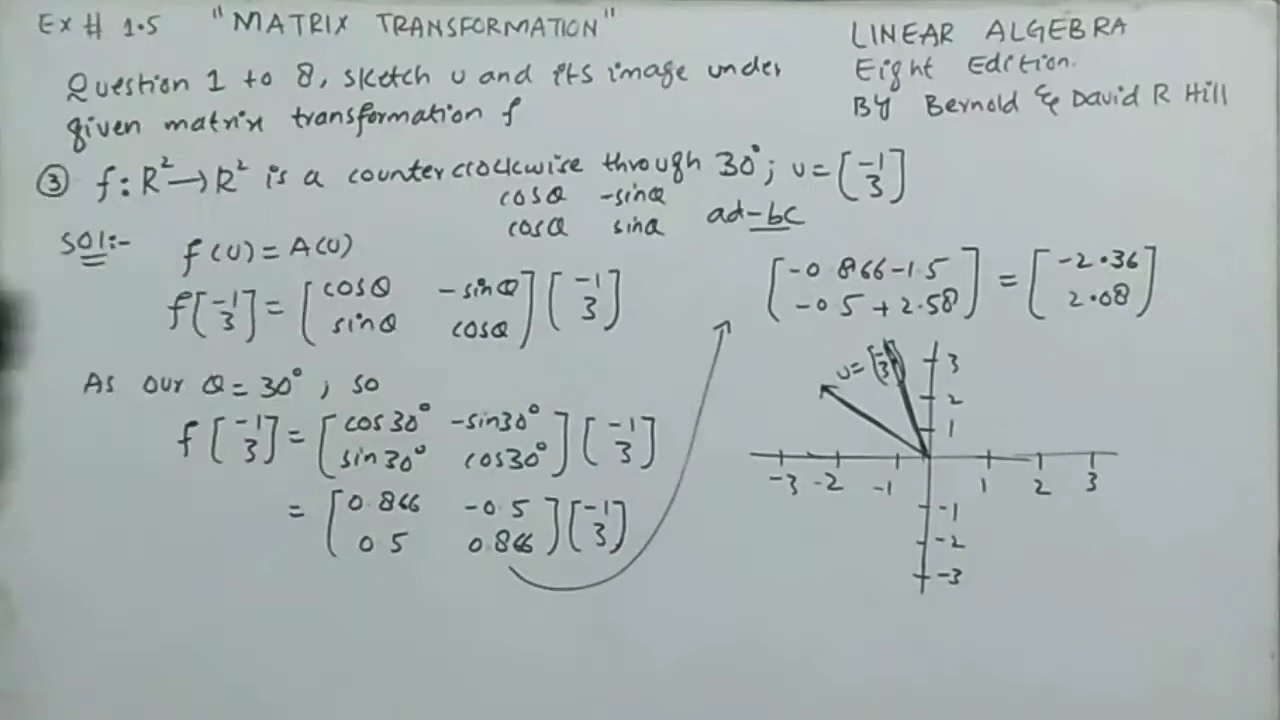 Ex # 1.5 "MATRIX TRANSFORMATION"
LINEAR ALGEBRA
Eight Edition.
By Bernold & David R Hill
Question 1 to 8, sketch u and its image under
given matrix transformation f
③ f: R² → R² is a counterclockwise through 30°; u = [-1 3]
cosθ -sinθ
cosθ sinθ ad-bc
Sol:- f(u) = A(u)
f[-1 3] = [cosθ -sinθ
sinθ cosθ] [-1 3]
As our θ = 30°, so
f[-1 3] = [cos30° -sin30°
sin30° cos30°] [-1 3]
= [0.866 -0.5
0.5 0.866] [-1 3]
[-0.866-1.5
-0.5+2.58] = [-2.36
2.08]
u = [-1 3]
3
2
1
-3 -2 -1 1 2 3
-1
-2
-3